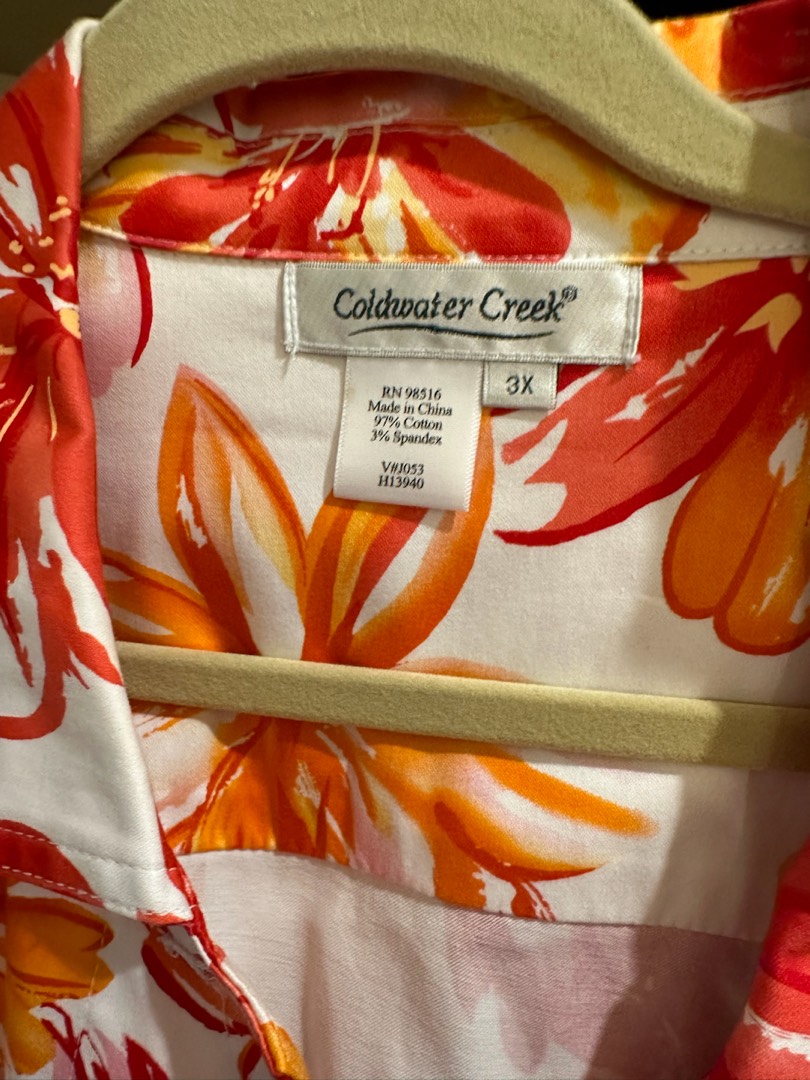 Coldwater Creek®
3X
RN 98516
Made in China
97% Cotton
3% Spandex
V#J053
H13940